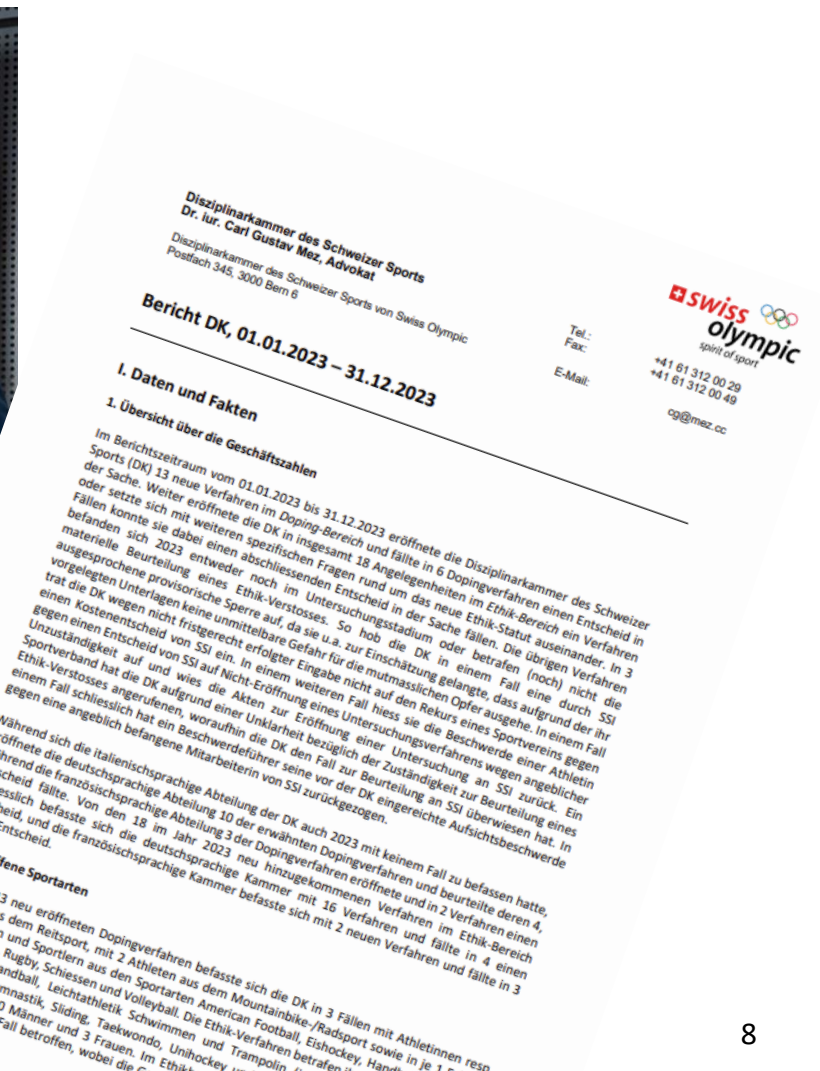 Disziplinarkammer des Schweizer Sports
Dr. iur. Carl Gustav Mez, Advokat
Disziplinarkammer des Schweizer Sports von Swiss Olympic
Postfach 345, 3000 Bern 6
swiss
olympic
spirit of sport
Tel.: +41 61 312 00 29
Fax: +41 61 312 00 49
E-Mail: cg@mez.cc
Bericht DK, 01.01.2023 – 31.12.2023
I. Daten und Fakten
1. Übersicht über die Geschäftszahlen
Im Berichtszeitraum vom 01.01.2023 bis 31.12.2023 eröffnete die Disziplinarkammer des Schweizer
Sports (DK) 13 neue Verfahren im Doping-Bereich und fällte in 6 Dopingverfahren einen Entscheid in
der Sache. Weiter eröffnete die DK in insgesamt 18 Angelegenheiten im Ethik-Bereich ein Verfahren
oder setzte sich mit weiteren spezifischen Fragen rund um das neue Ethik-Statut auseinander. In 3
Fällen konnte sie dabei einen abschliessenden Entscheid in der Sache fällen. Die übrigen Verfahren
befanden sich 2023 entweder noch im Untersuchungsstadium oder betrafen (noch) nicht die
materielle Beurteilung eines Ethik-Verstosses. So hob die DK in einem Fall eine durch SSI
ausgesprochene provisorische Sperre auf, da sie u.a. zur Einschätzung gelangte, dass aufgrund der ihr
vorgelegten Unterlagen keine unmittelbare Gefahr für die mutmasslichen Opfer ausgehe. In einem Fall
trat die DK wegen nicht fristgerecht erfolgter Eingabe nicht auf den Rekurs eines Sportvereins gegen
einen Kostenentscheid von SSI ein. In einem weiteren Fall hiess sie die Beschwerde einer Athletin
gegen einen Entscheid von SSI auf Nicht-Eröffnung eines Untersuchungsverfahrens wegen angeblicher
Unzuständigkeit auf und wies die Akten zur Eröffnung einer Untersuchung an SSI zurück. Ein
Sportverband hat die DK aufgrund einer Unklarheit bezüglich der Zuständigkeit zur Beurteilung eines
Ethik-Verstosses angerufen, woraufhin die DK den Fall zur Beurteilung an SSI überwiesen hat. In
einem Fall schliesslich hat ein Beschwerdeführer seine vor der DK eingereichte Aufsichtsbeschwerde
gegen eine angeblich befangene Mitarbeiterin von SSI zurückgezogen.
Während sich die italienischsprachige Abteilung der DK auch 2023 mit keinem Fall zu befassen hatte,
eröffnete die deutschsprachige Abteilung 10 der erwähnten Dopingverfahren und beurteilte deren 4,
während die französischsprachige Abteilung 3 der Dopingverfahren eröffnete und in 2 Verfahren einen
fällte. Von den 18 im Jahr 2023 neu hinzugekommenen Verfahren im Ethik-Bereich
befasste sich die deutschsprachige Kammer mit 16 Verfahren und fällte in 4 einen
und die französischsprachige Kammer befasste sich mit 2 neuen Verfahren und fällte in 3
Entscheid.
Sportarten
3 neu eröffneten Dopingverfahren befasste sich die DK in 3 Fällen mit Athletinnen resp
dem Reitsport, mit 2 Athleten aus dem Mountainbike-/Radsport sowie in je 1
und Sportlern aus den Sportarten American Football, Eishockey,
Rugby, Schiessen und Volleyball. Die Ethik-Verfahren betrafen
Leichtathletik Schwimmen und Trampolin
Sliding, Taekwondo, Unihockey
Männer und 3 Frauen. Im
Fall betroffen, wobei die
8